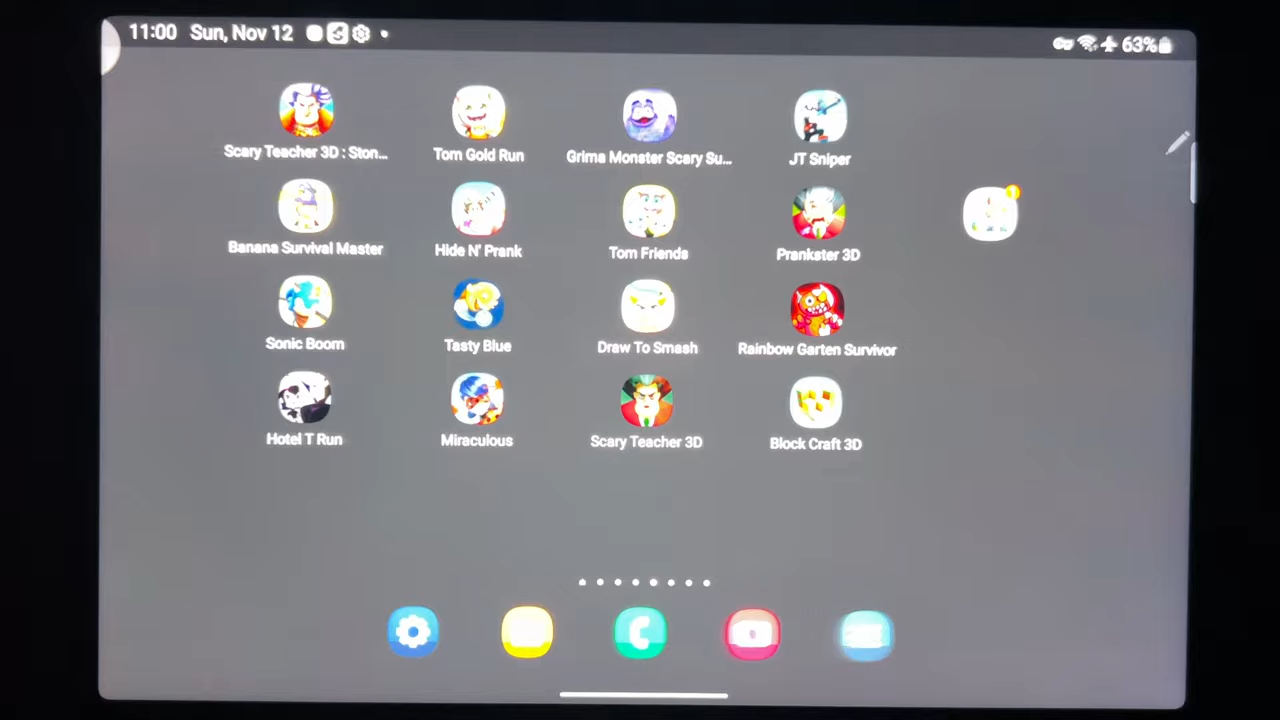 11:00 Sun, Nov 12
63%
Scary Teacher 3D : Ston...
Tom Gold Run
Grima Monster Scary Su...
JT Sniper
Banana Survival Master
Hide N' Prank
Tom Friends
Prankster 3D
Sonic Boom
Tasty Blue
Draw To Smash
Rainbow Garten Survivor
Hotel T Run
Miraculous
Scary Teacher 3D
Block Craft 3D